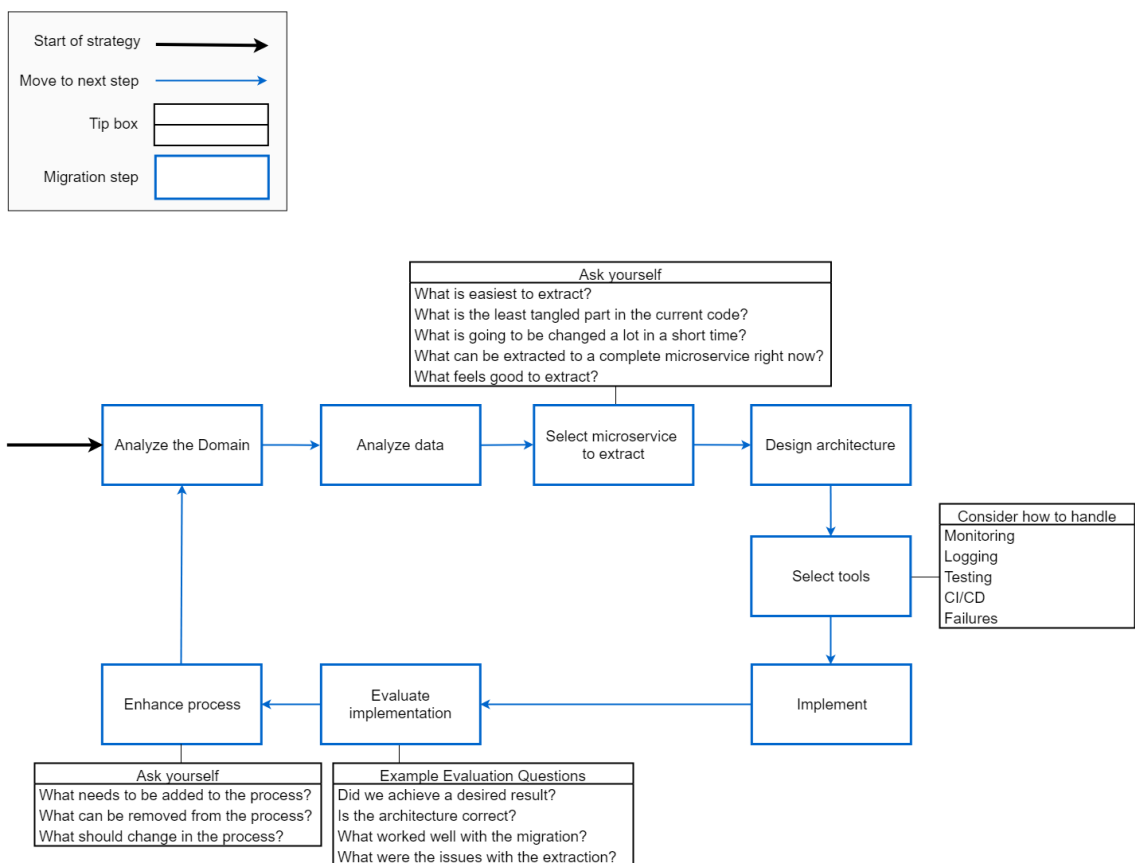 Start of strategy
Move to next step
Tip box
Migration step
Ask yourself
What is easiest to extract?
What is the least tangled part in the current code?
What is going to be changed a lot in a short time?
What can be extracted to a complete microservice right now?
What feels good to extract?
Analyze the Domain
Analyze data
Select microservice
to extract
Design architecture
Select tools
Consider how to handle
Monitoring
Logging
Testing
CI/CD
Failures
Implement
Evaluate
implementation
Enhance process
Ask yourself
What needs to be added to the process?
What can be removed from the process?
What should change in the process?
Example Evaluation Questions
Did we achieve a desired result?
Is the architecture correct?
What worked well with the migration?
What were the issues with the extraction?